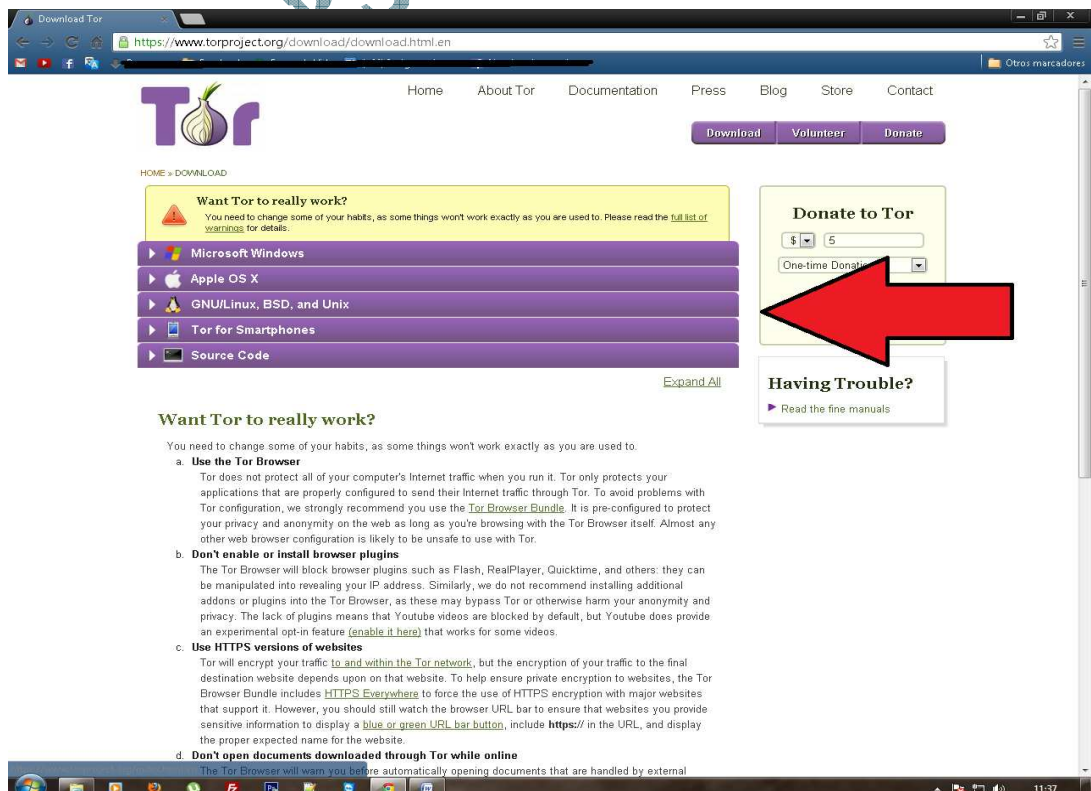 Download Tor
https://www.torproject.org/download/download.html.en
Otros marcadores
Tor
Home About Tor Documentation Press Blog Store Contact
Download Volunteer Donate
HOME » DOWNLOAD
Want Tor to really work?
You need to change some of your habits, as some things won't work exactly as you are used to. Please read the full list of
warnings for details.
Microsoft Windows
Apple OS X
GNU/Linux, BSD, and Unix
Tor for Smartphones
Source Code
Expand All
Donate to Tor
$ 5
One-time
Having Trouble?
Read the fine manuals
Want Tor to really work?
You need to change some of your habits, as some things won't work exactly as you are used to.
a. Use the Tor Browser
Tor does not protect all of your computer's Internet traffic when you run it. Tor only protects your
applications that are properly configured to send their Internet traffic through Tor. To avoid problems with
Tor configuration, we strongly recommend you use the Tor Browser Bundle. It is pre-configured to protect
your privacy and anonymity on the web as long as you're browsing with the Tor Browser itself. Almost any
other web browser configuration is likely to be unsafe to use with Tor.
b. Don't enable or install browser plugins
The Tor Browser will block browser plugins such as Flash, RealPlayer, Quicktime, and others: they can
be manipulated into revealing your IP address. Similarly, we do not recommend installing additional
addons or plugins into the Tor Browser, as these may bypass Tor or otherwise harm your anonymity and
privacy. The lack of plugins means that Youtube videos are blocked by default, but Youtube does provide
an experimental opt-in feature (enable it here) that works for some videos.
c. Use HTTPS versions of websites
Tor will encrypt your traffic to and within the Tor network, but the encryption of your traffic to the final
destination website depends upon on that website. To help ensure private encryption to websites, the Tor
Browser Bundle includes HTTPS Everywhere to force the use of HTTPS encryption with major websites
that support it. However, you should still watch the browser URL bar to ensure that websites you provide
sensitive information to display a blue or green URL bar button, include https:// in the URL, and display
the proper expected name for the website.
d. Don't open documents downloaded through Tor while online
The Tor Browser will warn you before automatically opening documents that are handled by external
11:37